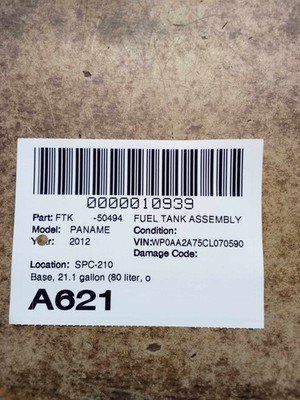 0000010939
Part: FTK -50494 FUEL TANK ASSEMBLY
Model: PANAME Condition:
Year: 2012 VIN:WP0AA2A75CL070590
Damage Code:
Location: SPC-210
Base, 21.1 gallon (80 liter, o
A621